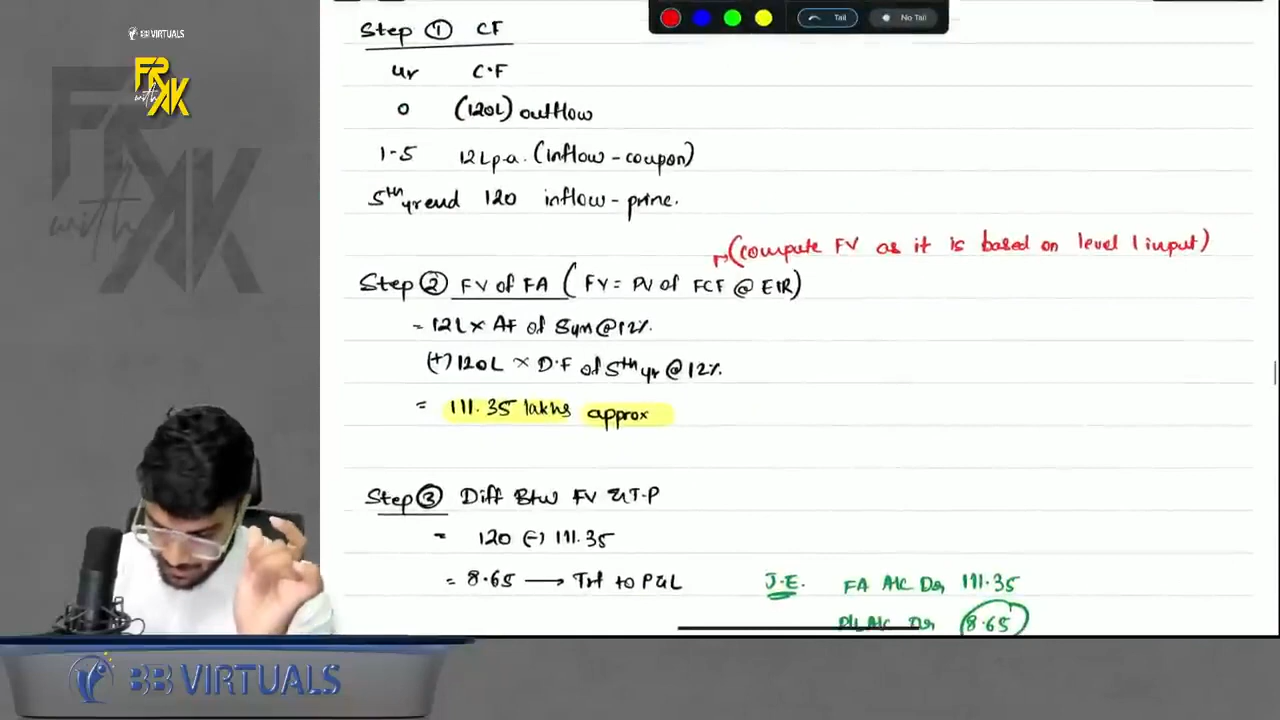 BB VIRTUALS
FR with AK
Tail
No Tail
Step ① CF
yr C.F
0 (120L) outflow
1-5 12L p.a. (inflow - coupon)
5th yr end 120 inflow - princ.
(compute FV as it is based on level 1 input)
Step ② FV of FA ( FV = PV of FCF @ EIR)
= 12L × AF of 5yrs @ 12%
(+) 120L × D.F of 5th yr @ 12%
= 111.35 lakhs approx
Step ③ Diff Btw FV & T.P
= 120 (-) 111.35
= 8.65 → Trf to P&L
J.E. FA A/c Dr 111.35
P/L A/c Dr 8.65
BB VIRTUALS